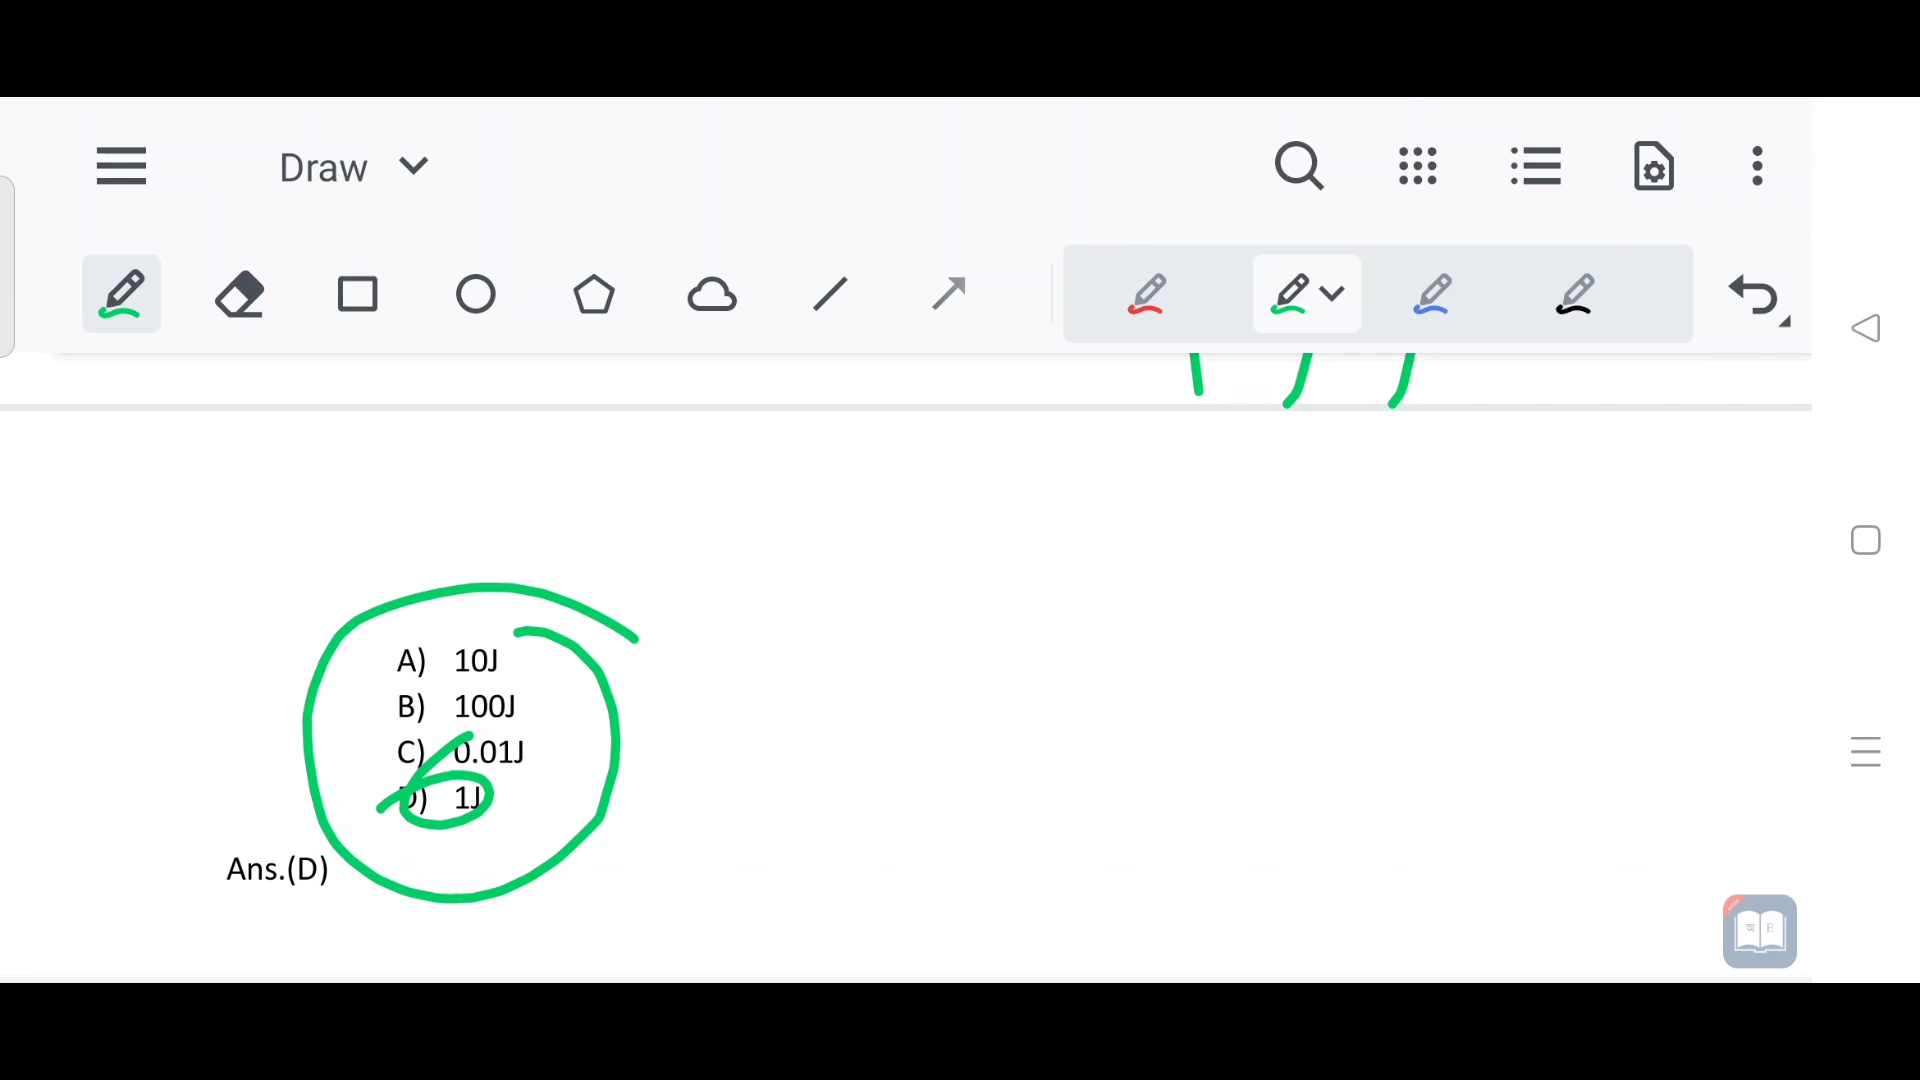 Draw
A) 10J
B) 100J
C) 0.01J
D) 1J
Ans.(D)
অ E